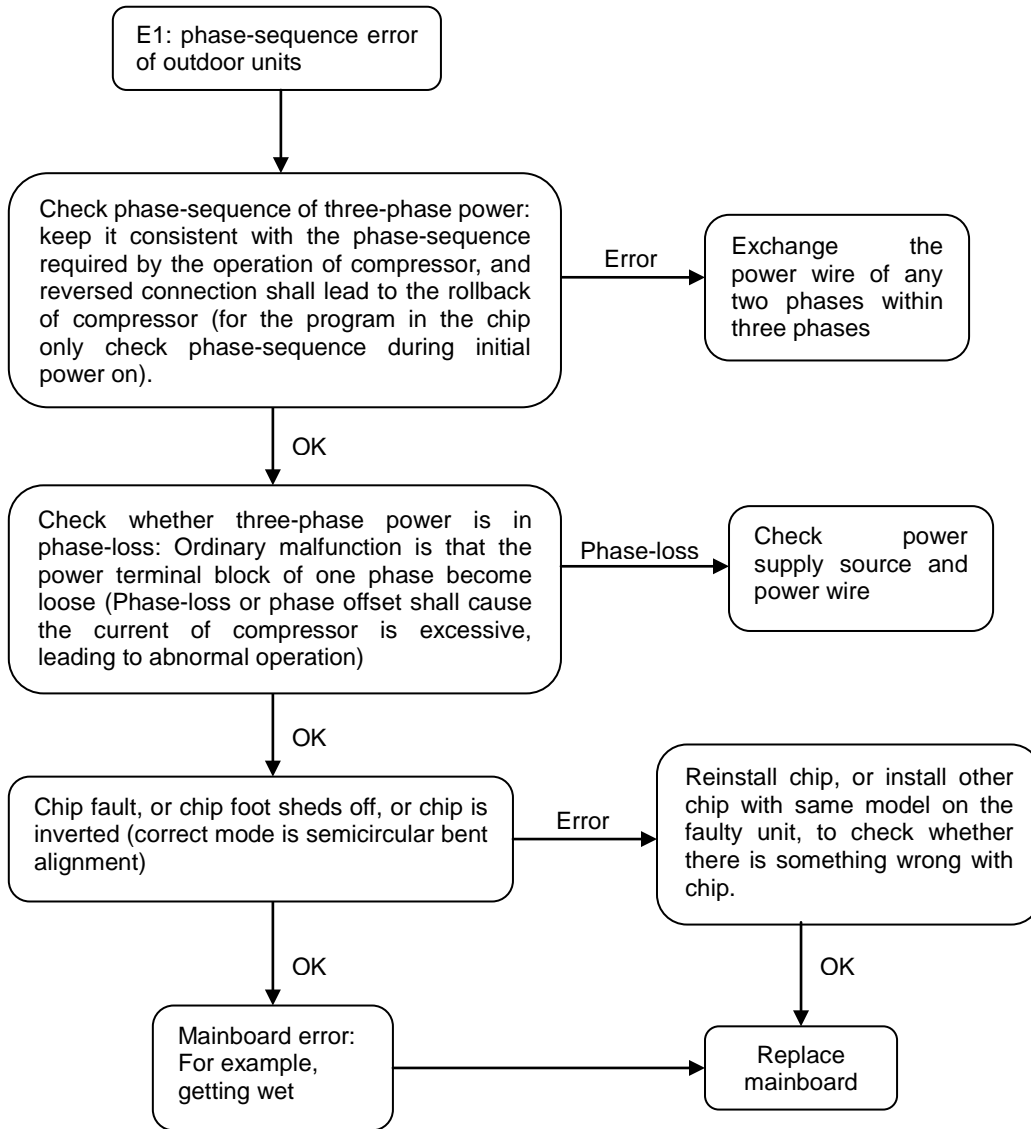 E1: phase-sequence error
of outdoor units
Check phase-sequence of three-phase power:
keep it consistent with the phase-sequence
required by the operation of compressor, and
reversed connection shall lead to the rollback
of compressor (for the program in the chip
only check phase-sequence during initial
power on).
Error
Exchange the
power wire of any
two phases within
three phases
OK
Check whether three-phase power is in
phase-loss: Ordinary malfunction is that the
power terminal block of one phase become
loose (Phase-loss or phase offset shall cause
the current of compressor is excessive,
leading to abnormal operation)
Phase-loss
Check power
supply source and
power wire
OK
Chip fault, or chip foot sheds off, or chip is
inverted (correct mode is semicircular bent
alignment)
Error
Reinstall chip, or install other
chip with same model on the
faulty unit, to check whether
there is something wrong with
chip.
OK
OK
Mainboard error:
For example,
getting wet
Replace
mainboard